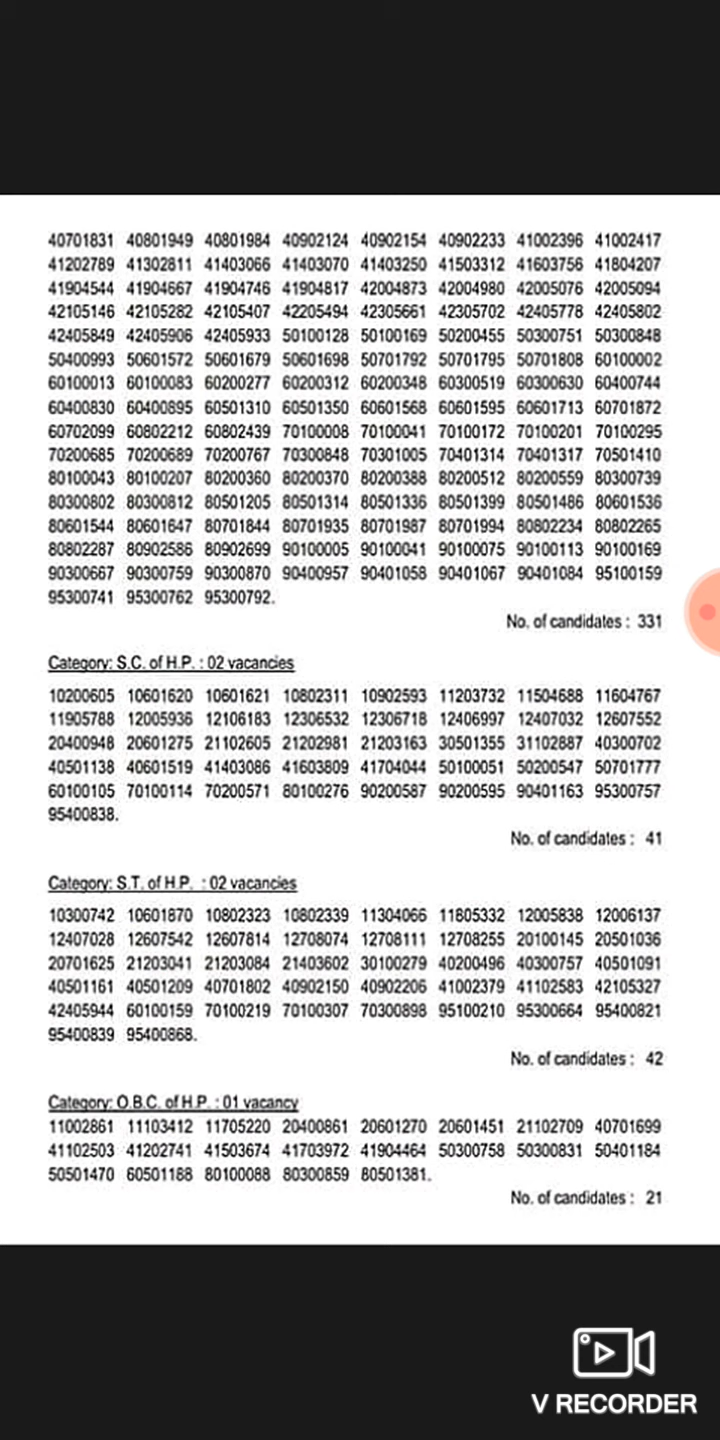 40701831 40801949 40801984 40902124 40902154 40902233 41002396 41002417
41202789 41302811 41403066 41403070 41403250 41503312 41603756 41804207
41904544 41904667 41904746 41904817 42004873 42004980 42005076 42005094
42105146 42105282 42105407 42205494 42305661 42305702 42405778 42405802
42405849 42405906 42405933 50100128 50100169 50200455 50300751 50300848
50400993 50601572 50601679 50601698 50701792 50701795 50701808 60100002
60100013 60100083 60200277 60200312 60200348 60300519 60300630 60400744
60400830 60400895 60501310 60501350 60601568 60601595 60601713 60701872
60702099 60802212 60802439 70100008 70100041 70100172 70100201 70100295
70200685 70200689 70200767 70300848 70301005 70401314 70401317 70501410
80100043 80100207 80200360 80200370 80200388 80200512 80200559 80300739
80300802 80300812 80501205 80501314 80501336 80501399 80501486 80601536
80601544 80601647 80701844 80701935 80701987 80701994 80802234 80802265
80802287 80902586 80902699 90100005 90100041 90100075 90100113 90100169
90300667 90300759 90300870 90400957 90401058 90401067 90401084 95100159
95300741 95300762 95300792.
No. of candidates : 331
Category: S.C. of H.P. : 02 vacancies
10200605 10601620 10601621 10802311 10902593 11203732 11504688 11604767
11905788 12005936 12106183 12306532 12306718 12406997 12407032 12607552
20400948 20601275 21102605 21202981 21203163 30501355 31102887 40300702
40501138 40601519 41403086 41603809 41704044 50100051 50200547 50701777
60100105 70100114 70200571 80100276 90200587 90200595 90401163 95300757
95400838.
No. of candidates : 41
Category: S.T. of H.P. : 02 vacancies
10300742 10601870 10802323 10802339 11304066 11805332 12005838 12006137
12407028 12607542 12607814 12708074 12708111 12708255 20100145 20501036
20701625 21203041 21203084 21403602 30100279 40200496 40300757 40501091
40501161 40501209 40701802 40902150 40902206 41002379 41102583 42105327
42405944 60100159 70100219 70100307 70300898 95100210 95300664 95400821
95400839 95400868.
No. of candidates : 42
Category: O.B.C. of H.P. : 01 vacancy
11002861 11103412 11705220 20400861 20601270 20601451 21102709 40701699
41102503 41202741 41503674 41703972 41904464 50300758 50300831 50401184
50501470 60501188 80100088 80300859 80501381.
No. of candidates : 21
V RECORDER